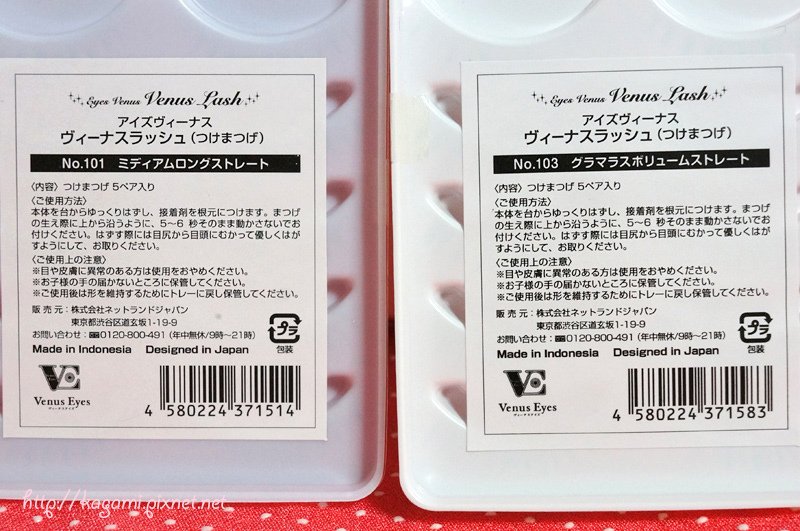 Eyes Venus Venus Lash
アイズヴィーナス
ヴィーナスラッシュ(つけまつげ)
No.101 ミディアムロングストレート
〈内容〉つけまつげ 5ペア入り
〈ご使用方法〉
本体を台からゆっくりはずし、接着剤を根元につけます。まつげ
の生え際に上から沿うように、5～6 秒そのまま動かさないでお
付けください。はずす際には目尻から目頭にむかって優しくはが
すようにして、お取りください。
〈ご使用上の注意〉
※目や皮膚に異常のある方は使用をおやめください。
※お子様の手の届かないところに保管してください。
※ご使用後は形を維持するためにトレーに戻し保管してください。
販 売 元：株式会社ネットランドジャパン
東京都渋谷区道玄坂1-19-9
お問い合わせ：0120-800-491（年中無休/9時～21時）
Made in Indonesia Designed in Japan
プラ
包装
VE
Venus Eyes
ヴィーナスアイズ
4 580224 371514
Eyes Venus Venus Lash
アイズヴィーナス
ヴィーナスラッシュ(つけまつげ)
No.103 グラマラスボリュームストレート
〈内容〉つけまつげ 5ペア入り
〈ご使用方法〉
本体を台からゆっくりはずし、接着剤を根元につけます。まつげ
の生え際に上から沿うように、5～6 秒そのまま動かさないでお
付けください。はずす際には目尻から目頭にむかって優しくはが
すようにして、お取りください。
〈ご使用上の注意〉
※目や皮膚に異常のある方は使用をおやめください。
※お子様の手の届かないところに保管してください。
※ご使用後は形を維持するためにトレーに戻し保管してください。
販 売 元：株式会社ネットランドジャパン
東京都渋谷区道玄坂1-19-9
お問い合わせ：0120-800-491（年中無休/9時～21時）
Made in Indonesia Designed in Japan
プラ
包装
VE
Venus Eyes
ヴィーナスアイズ
4 580224 371583
http://kagami.pixnet.net